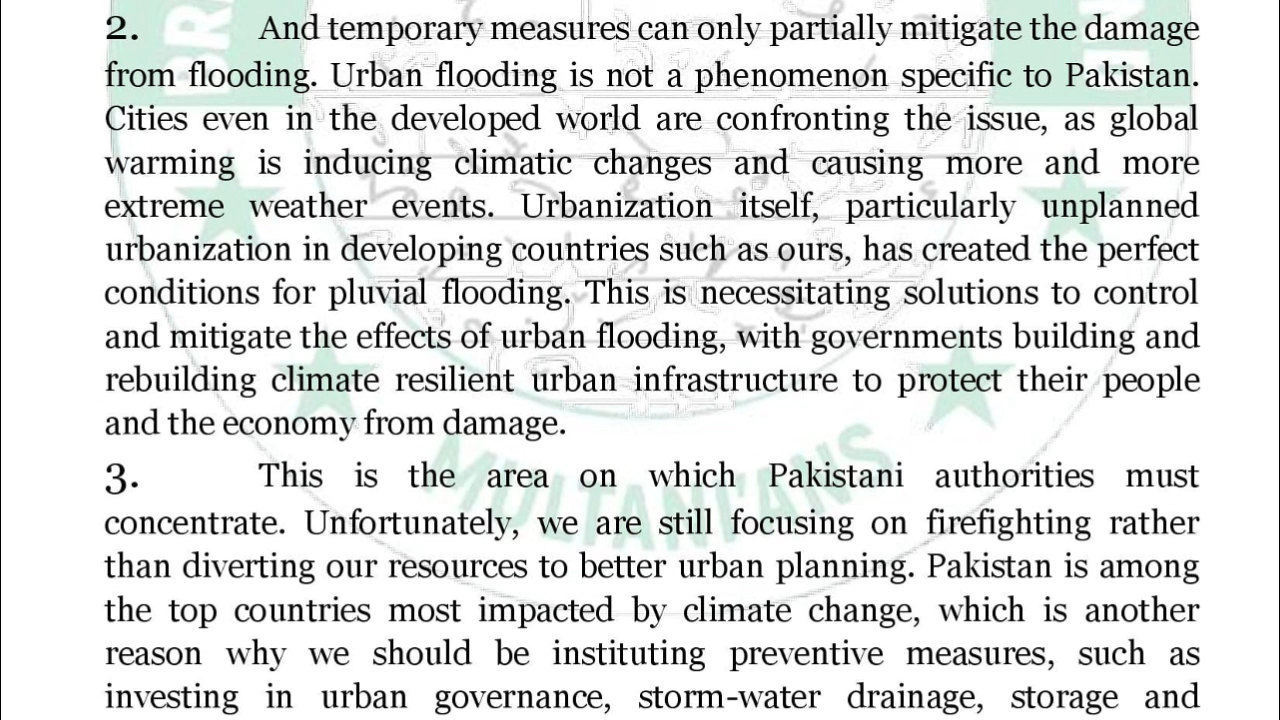 2. And temporary measures can only partially mitigate the damage
from flooding. Urban flooding is not a phenomenon specific to Pakistan.
Cities even in the developed world are confronting the issue, as global
warming is inducing climatic changes and causing more and more
extreme weather events. Urbanization itself, particularly unplanned
urbanization in developing countries such as ours, has created the perfect
conditions for pluvial flooding. This is necessitating solutions to control
and mitigate the effects of urban flooding, with governments building and
rebuilding climate resilient urban infrastructure to protect their people
and the economy from damage.
MULTANI'ANS
3. This is the area on which Pakistani authorities must
concentrate. Unfortunately, we are still focusing on firefighting rather
than diverting our resources to better urban planning. Pakistan is among
the top countries most impacted by climate change, which is another
reason why we should be instituting preventive measures, such as
investing in urban governance, storm-water drainage, storage and